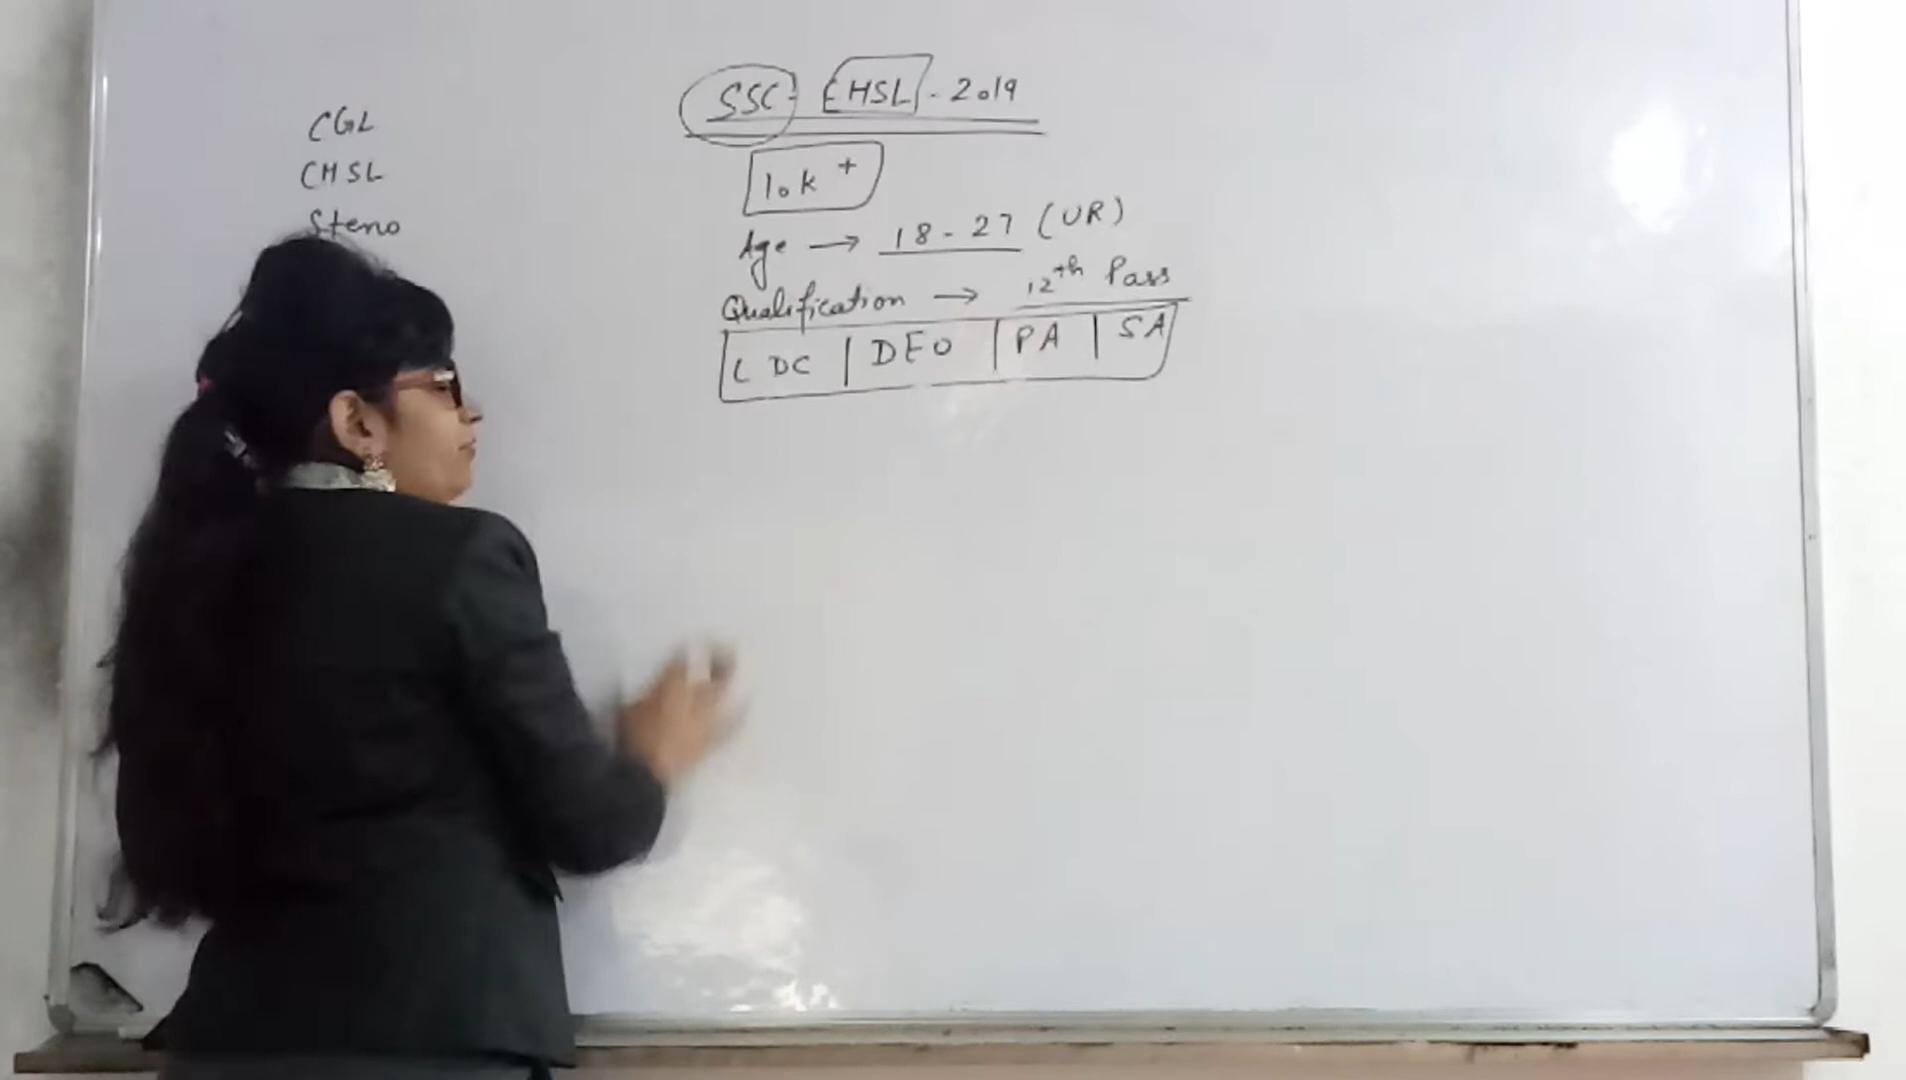 CGL
CHSL
Steno
SSC - CHSL - 2019
10k +
Age → 18 - 27 (UR)
Qualification → 12th Pass
LDC | DEO | PA | SA